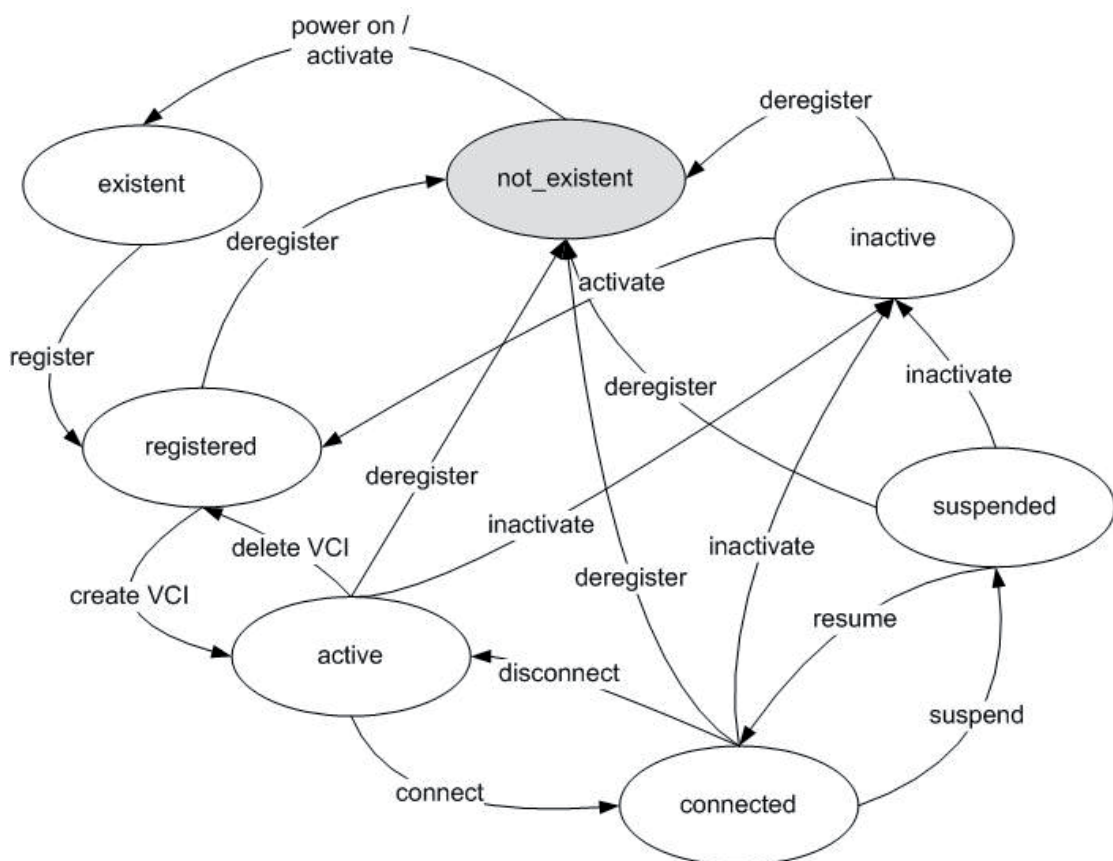 power on /
activate
deregister
existent
not_existent
inactive
deregister
activate
register
deregister
inactivate
registered
deregister
suspended
inactivate
delete VCI
inactivate
create VCI
deregister
resume
active
disconnect
suspend
connect
connected